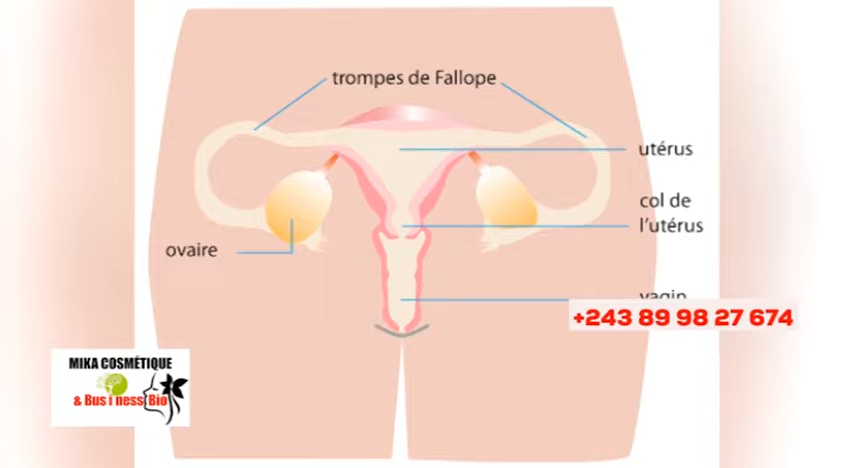 trompes de Fallope
utérus
col de
l'utérus
ovaire
vagin
+243 89 98 27 674
MIKA COSMÉTIQUE
& Bus i ness Bio